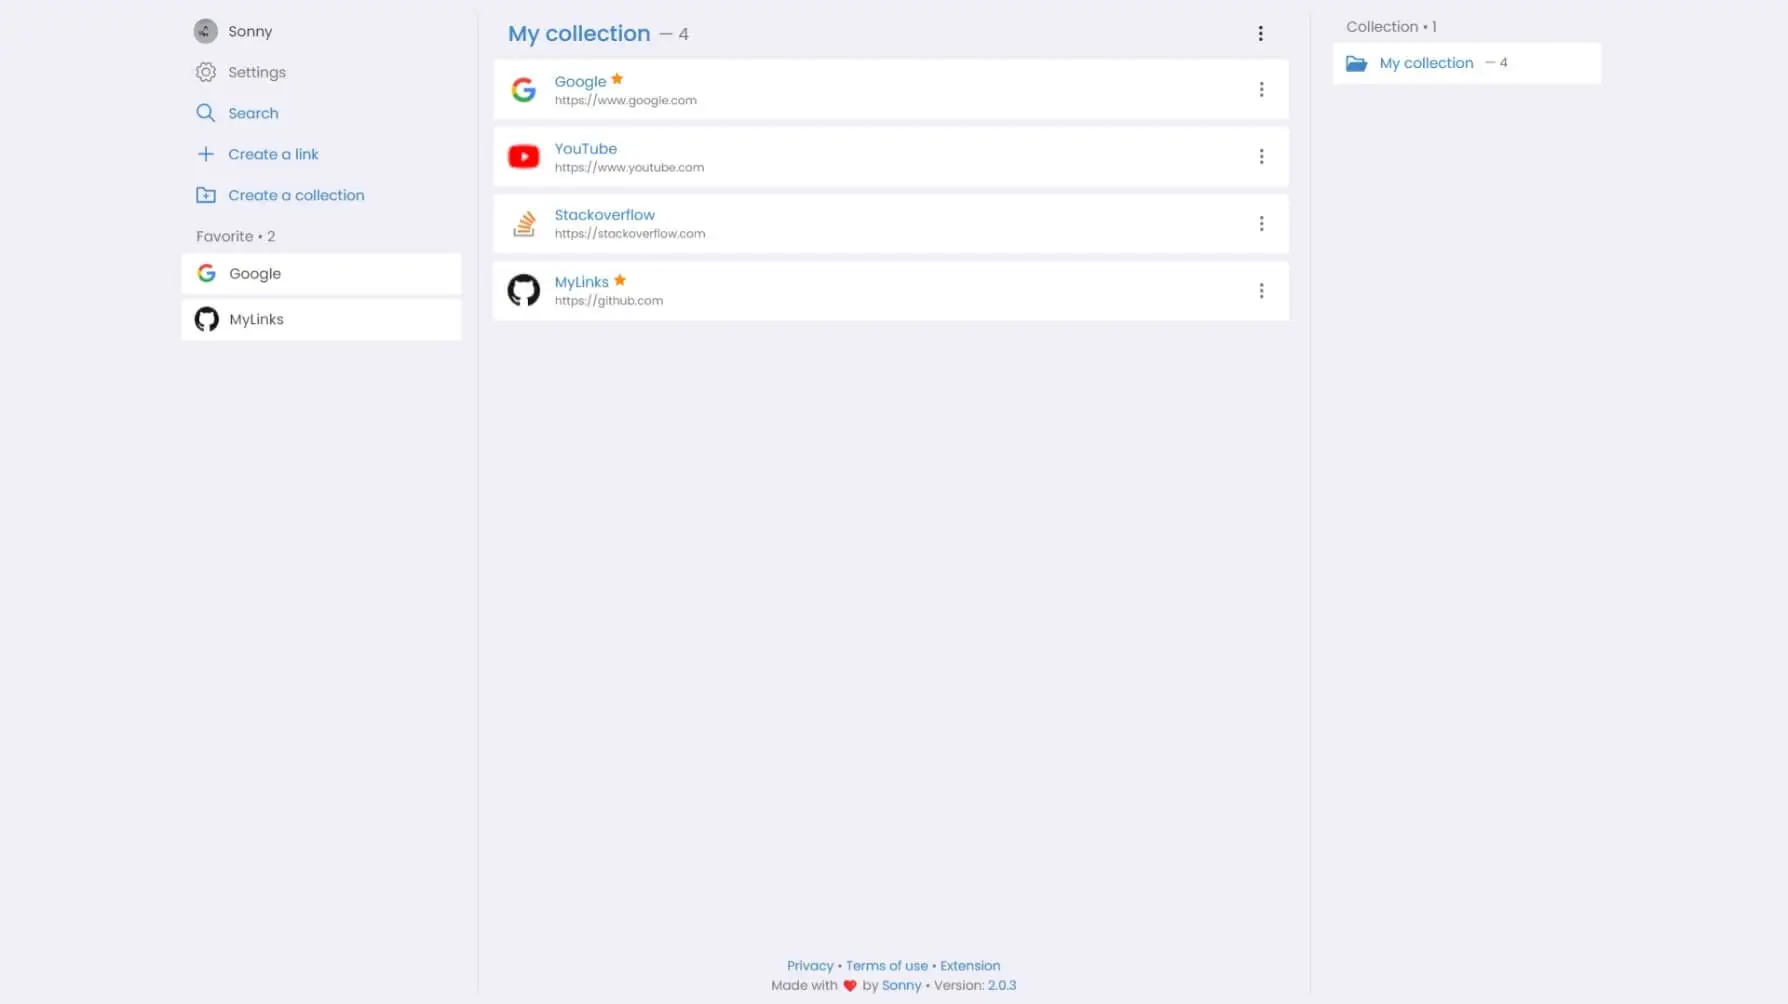 Sonny
Settings
Search
Create a link
Create a collection
Favorite • 2
Google
MyLinks
My collection — 4
Google
https://www.google.com
YouTube
https://www.youtube.com
Stackoverflow
https://stackoverflow.com
MyLinks
https://github.com
Collection • 1
My collection — 4
Privacy • Terms of use • Extension
Made with ❤️ by Sonny • Version: 2.0.3